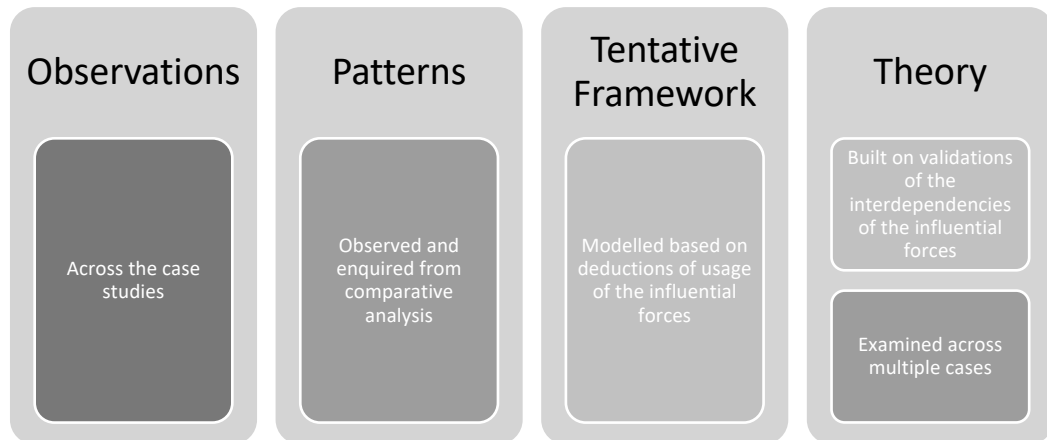 Observations
Across the case
studies
Patterns
Observed and
enquired from
comparative
analysis
Tentative
Framework
Modelled based on
deductions of usage
of the influential
forces
Theory
Built on validations
of the
interdependencies
of the influential
forces
Examined across
multiple cases